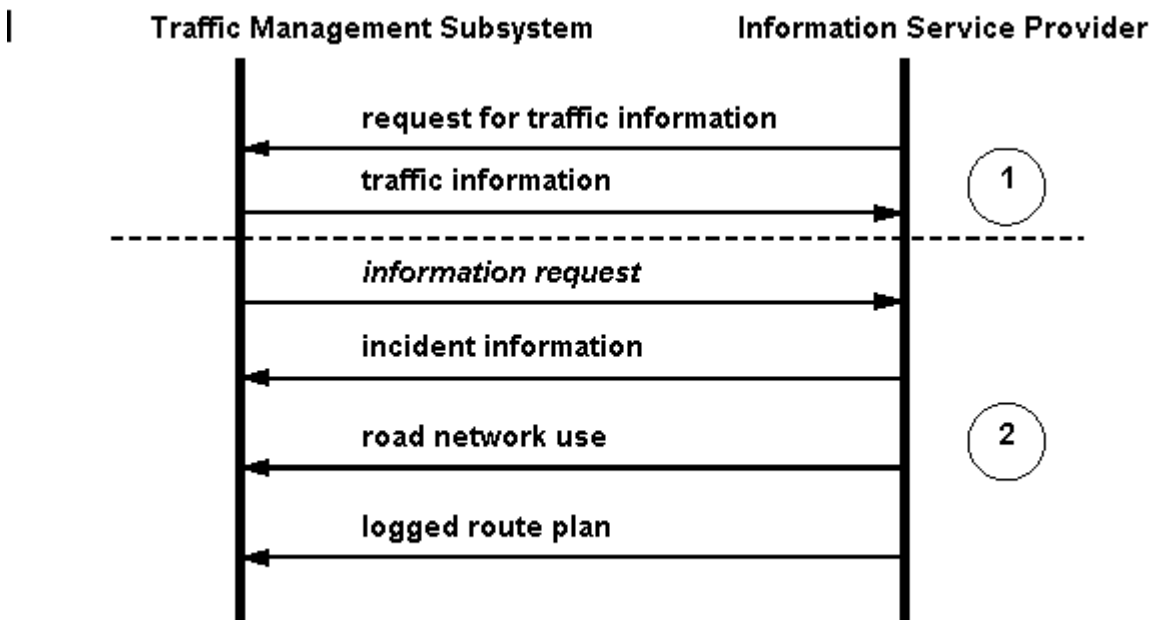 Traffic Management Subsystem Information Service Provider
request for traffic information
traffic information
1
information request
incident information
road network use
2
logged route plan